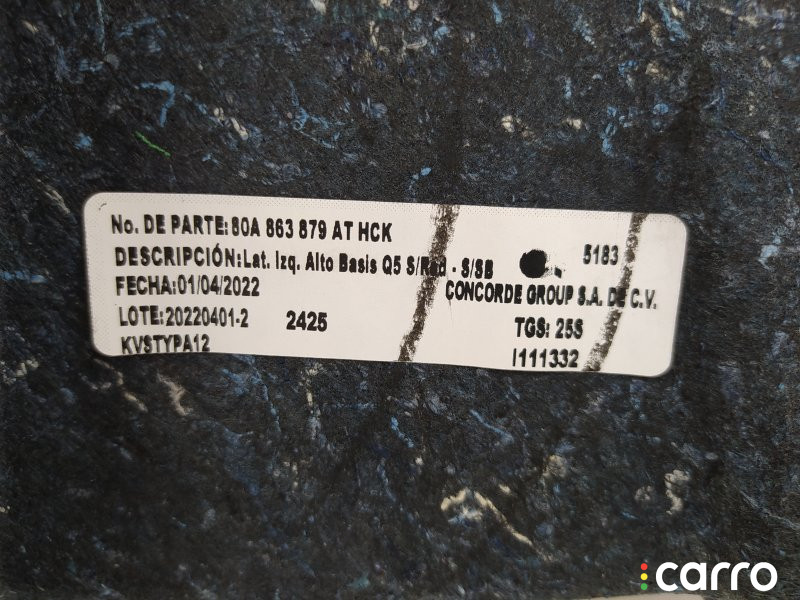 No. DE PARTE:80A 863 879 AT HCK
DESCRIPCIÓN:Lat. Izq. Alto Basis Q5 S/Rad - S/SB 5183
FECHA:01/04/2022 CONCORDE GROUP S.A. DE C.V.
LOTE:20220401-2 2425 TGS: 25S
KVSTYPA12 I111332
carro